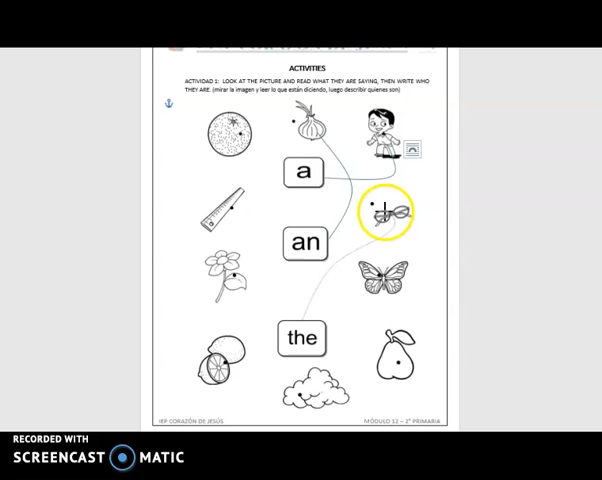 ACTIVITIES
ACTIVIDAD 1: LOOK AT THE PICTURE AND READ WHAT THEY ARE SAYING, THEN WRITE WHO
THEY ARE. (mirar la imagen y leer lo que están diciendo, luego describir quienes son)
a
an
the
IEP CORAZÓN DE JESÚS MÓDULO 12 – 2° PRIMARIA
RECORDED WITH
SCREENCAST MATIC